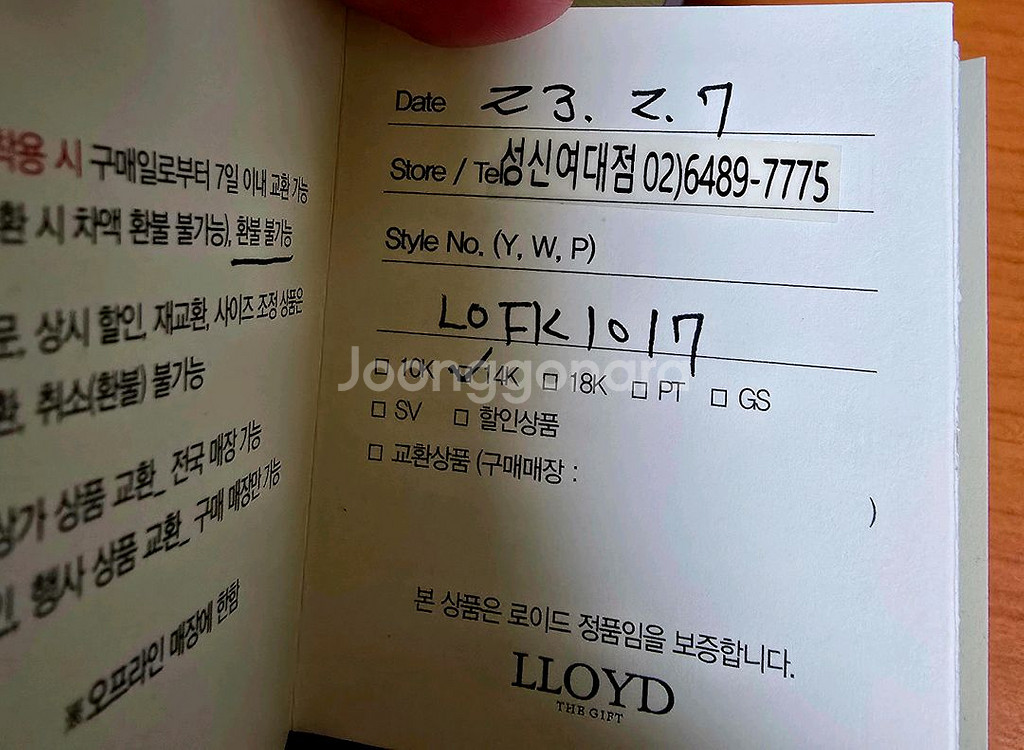 착용 시 구매일로부터 7일 이내 교환 가능
환 시 차액 환불 불가능), 환불 불가능
문, 상시 할인, 재교환, 사이즈 조정 상품은
환, 취소(환불) 불가능
상가 상품 교환_ 전국 매장 가능
인, 행사 상품 교환_ 구매 매장만 가능
※오프라인 매장에 한함
Date 23. 2. 7
Store / Tel 성신여대점 02)6489-7775
Style No. (Y, W, P)
LOFK1017
□ 10K ✓□ 14K □ 18K □ PT □ GS
□ SV □ 할인상품
□ 교환상품 (구매매장 :
)
본 상품은 로이드 정품임을 보증합니다.
LLOYD
THE GIFT
Joonggonara